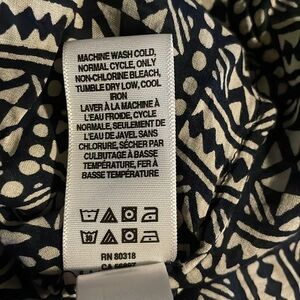 MACHINE WASH COLD,
NORMAL CYCLE, ONLY
NON-CHLORINE BLEACH,
TUMBLE DRY LOW, COOL
IRON
LAVER À LA MACHINE À
L'EAU FROIDE, CYCLE
NORMALE, SEULEMENT DE
L'EAU DE JAVEL SANS
CHLORURE, SÉCHER PAR
CULBUTAGE À BASSE
TEMPÉRATURE, FER À
BASSE TEMPÉRATURE
RN 80318
CA